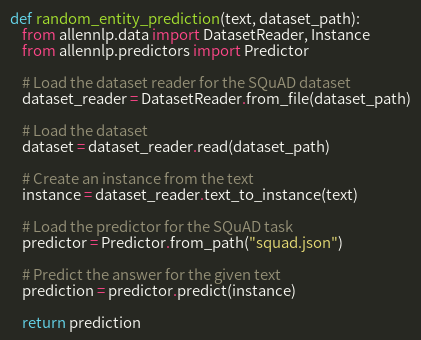 def random_entity_prediction(text, dataset_path):
from allennlp.data import DatasetReader, Instance
from allennlp.predictors import Predictor
# Load the dataset reader for the SQuAD dataset
dataset_reader = DatasetReader.from_file(dataset_path)
# Load the dataset
dataset = dataset_reader.read(dataset_path)
# Create an instance from the text
instance = dataset_reader.text_to_instance(text)
# Load the predictor for the SQuAD task
predictor = Predictor.from_path("squad.json")
# Predict the answer for the given text
prediction = predictor.predict(instance)
return prediction